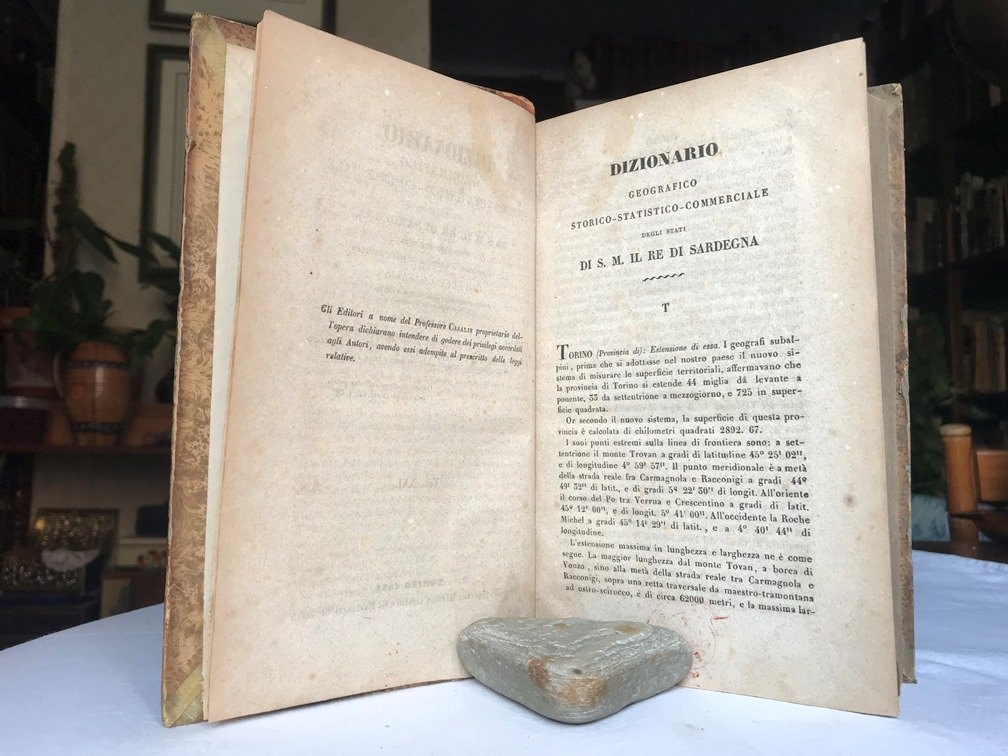 Gli Editori a nome del Professore CASALIS proprietario del-
l'opera dichiarano intendere di godere dei privilegi accordati
agli Autori, avendo essi adempito al prescritto delle leggi
relative.
DIZIONARIO
GEOGRAFICO
STORICO-STATISTICO-COMMERCIALE
DEGLI STATI
DI S. M. IL RE DI SARDEGNA
T
TORINO (Provincia di): Estensione di essa. I geografi subal-
pini, prima che si adottasse nel nostro paese il nuovo si-
stema di misurare le superficie territoriali, affermavano che
la provincia di Torino si estende 44 miglia da levante a
ponente, 53 da settentrione a mezzogiorno, e 725 in super-
ficie quadrata.
Or secondo il nuovo sistema, la superficie di questa pro-
vincia è calcolata di chilometri quadrati 2892. 67.
I suoi punti estremi sulla linea di frontiera sono: a set-
tentrione il monte Trovan a gradi di latitudine 45° 25' 02'',
e di longitudine 4° 59' 57''. Il punto meridionale è a metà
della strada reale fra Carmagnola e Racconigi a gradi 44°
49' 32'' di latit., e di gradi 5° 22' 30'' di longit. All'oriente
il corso del Po tra Verrua e Crescentino a gradi di latit.
45° 12' 00'', e di longit. 5° 41' 00''. All'occidente la Roche
Michel a gradi 45° 14' 29'' di latit., e a 4° 40' 44'' di
longitudine.
L'estensione massima in lunghezza e larghezza ne è come
segue. La maggior lunghezza dal monte Tovan, a borea di
Vonzo, sino alla metà della strada reale tra Carmagnola e
Racconigi, sopra una retta traversale da maestro-tramontana
ad ostro-scirocco, è di circa 62000 metri, e la massima lar-